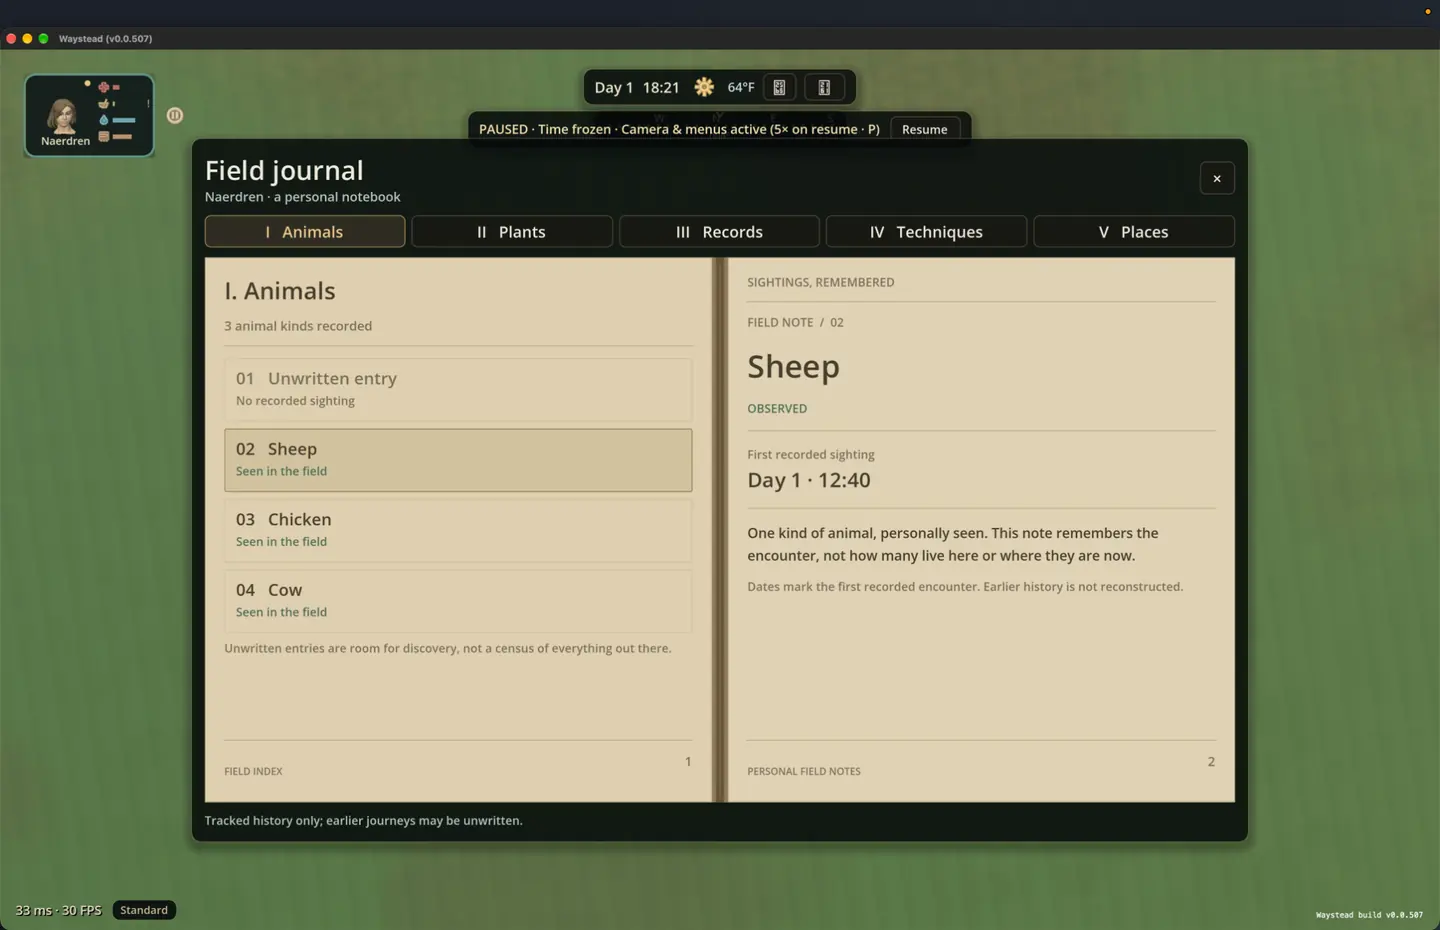 Waystead (v0.0.507)
Naerdren
Day 1 18:21 64°F
PAUSED · Time frozen · Camera & menus active (5× on resume · P) Resume
Field journal
Naerdren · a personal notebook
×
I Animals II Plants III Records IV Techniques V Places
I. Animals
3 animal kinds recorded
01 Unwritten entry
No recorded sighting
02 Sheep
Seen in the field
03 Chicken
Seen in the field
04 Cow
Seen in the field
Unwritten entries are room for discovery, not a census of everything out there.
FIELD INDEX
1
SIGHTINGS, REMEMBERED
FIELD NOTE / 02
Sheep
OBSERVED
First recorded sighting
Day 1 · 12:40
One kind of animal, personally seen. This note remembers the
encounter, not how many live here or where they are now.
Dates mark the first recorded encounter. Earlier history is not reconstructed.
PERSONAL FIELD NOTES
2
Tracked history only; earlier journeys may be unwritten.
33 ms · 30 FPS Standard
Waystead build v0.0.507